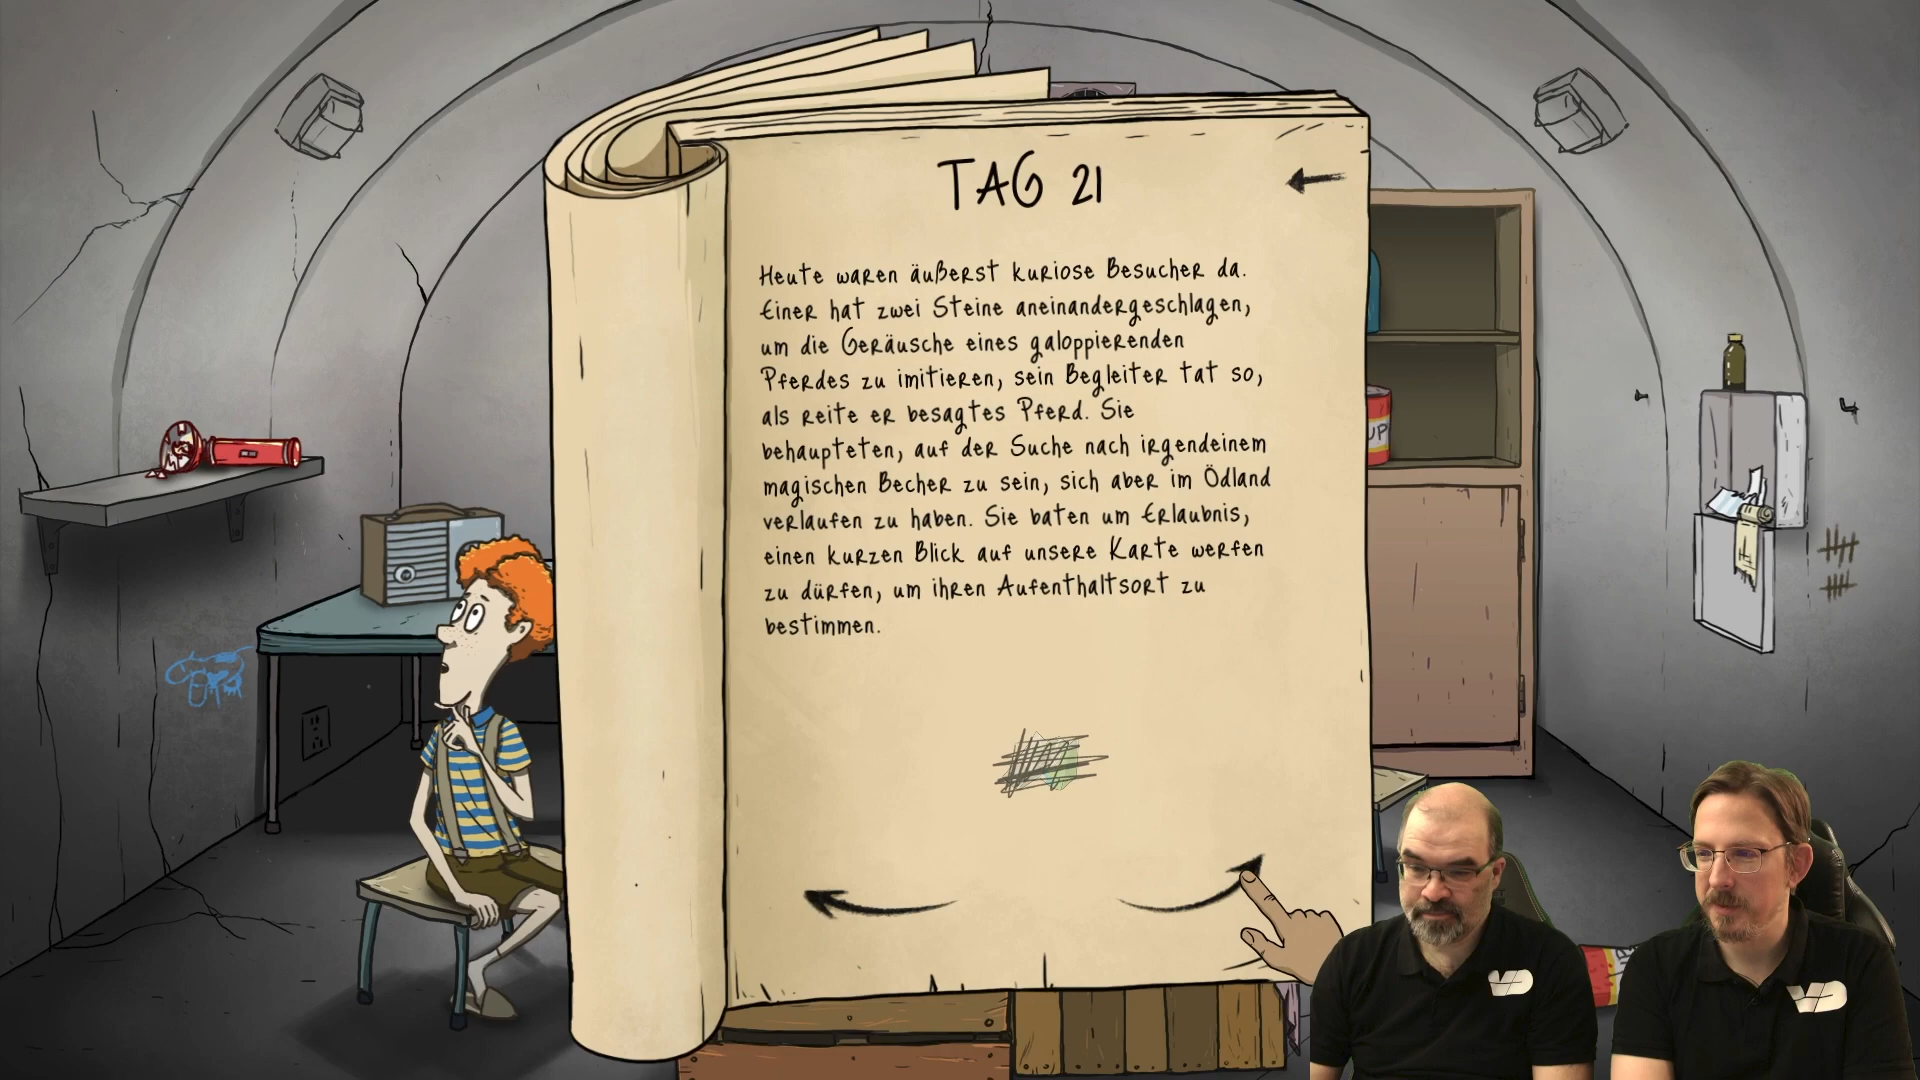 TAG 21
Heute waren äußerst kuriose Besucher da.
Einer hat zwei Steine aneinandergeschlagen,
um die Geräusche eines galoppierenden
Pferdes zu imitieren, sein Begleiter tat so,
als reite er besagtes Pferd. Sie
behaupteten, auf der Suche nach irgendeinem
magischen Becher zu sein, sich aber im Ödland
verlaufen zu haben. Sie baten um Erlaubnis,
einen kurzen Blick auf unsere Karte werfen
zu dürfen, um ihren Aufenthaltsort zu
bestimmen.
UP